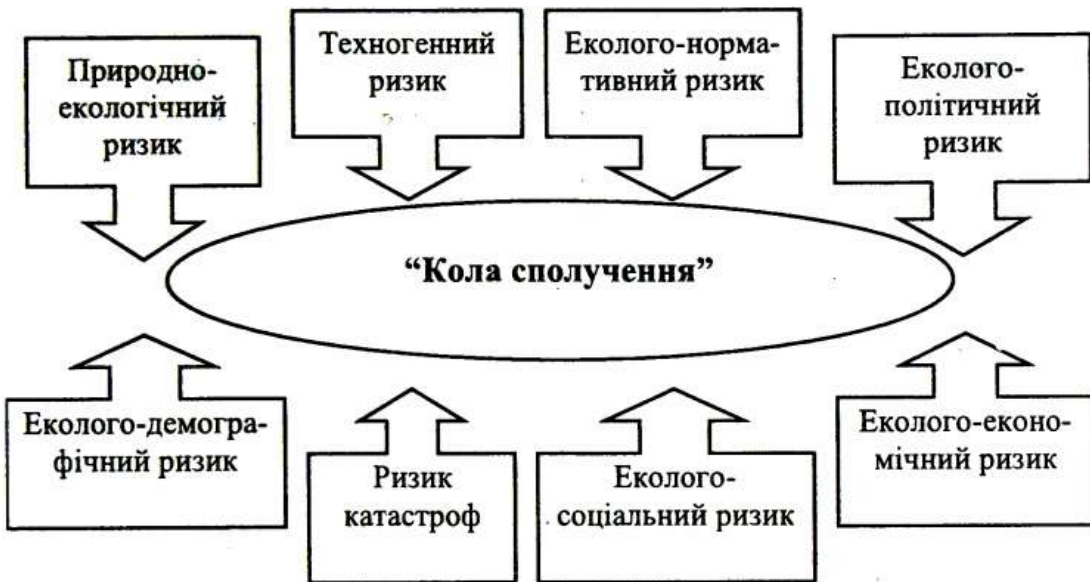 Природно-
екологічний
ризик
Техногенний
ризик
Еколого-норма-
тивний ризик
Еколого-
політичний
ризик
“Кола сполучення”
Еколого-демогра-
фічний ризик
Ризик
катастроф
Еколого-
соціальний ризик
Еколого-еконо-
мічний ризик